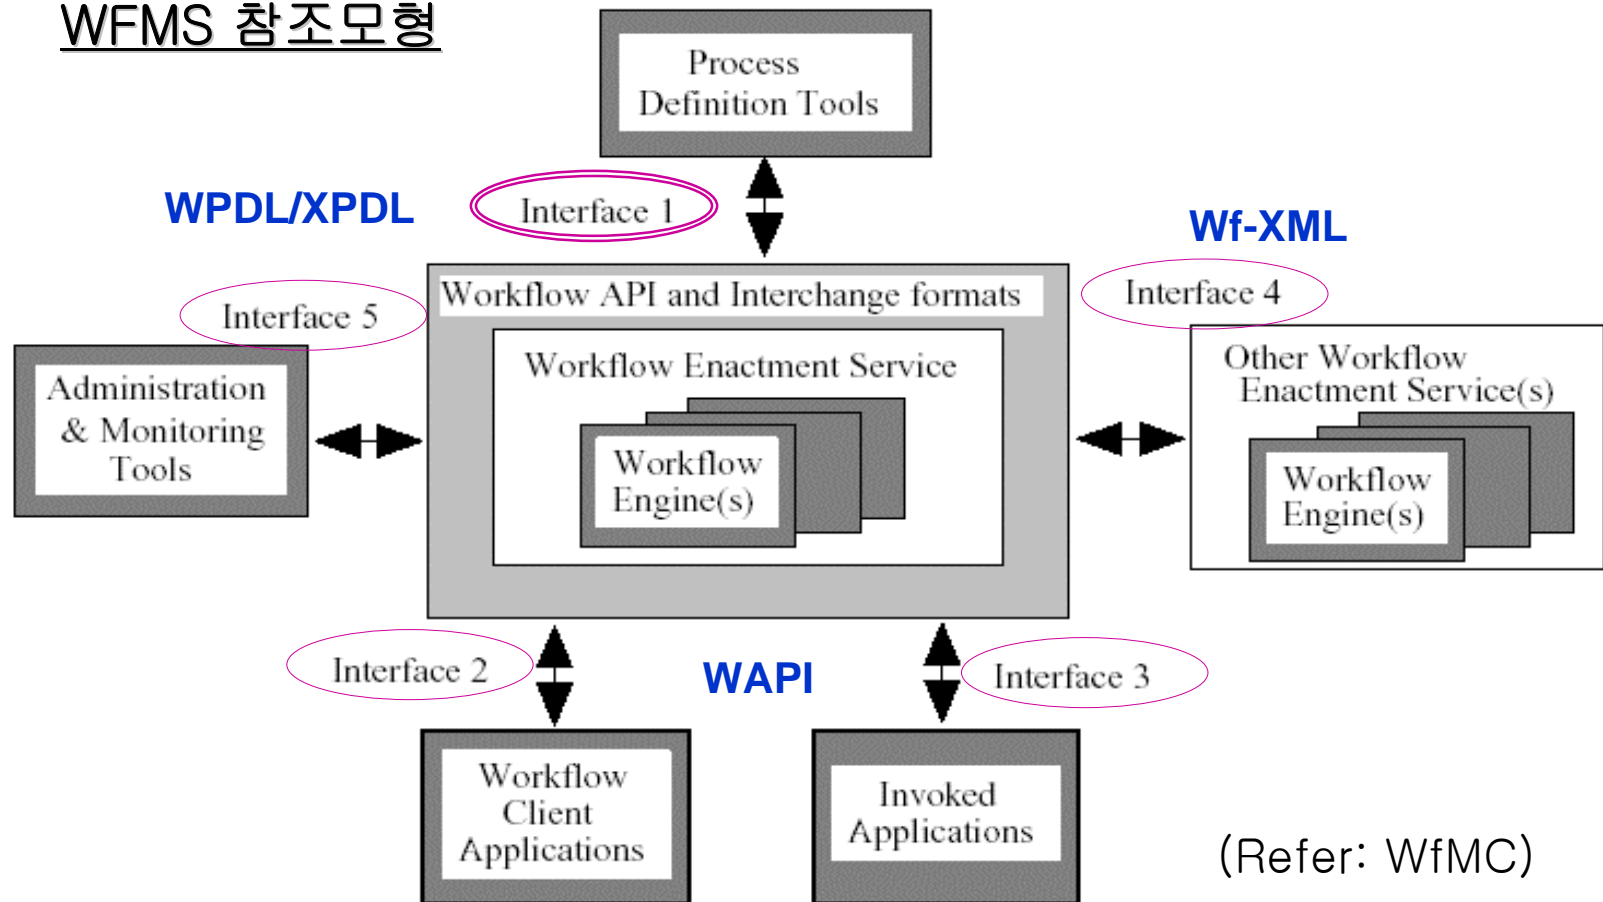 WFMS 참조모형
Process
Definition Tools
WPDL/XPDL
Interface 1
Wf-XML
Interface 5
Workflow API and Interchange formats
Interface 4
Administration
& Monitoring
Tools
Workflow Enactment Service
Workflow
Engine(s)
Other Workflow
Enactment Service(s)
Workflow
Engine(s)
Interface 2
WAPI
Interface 3
Workflow
Client
Applications
Invoked
Applications
(Refer: WfMC)